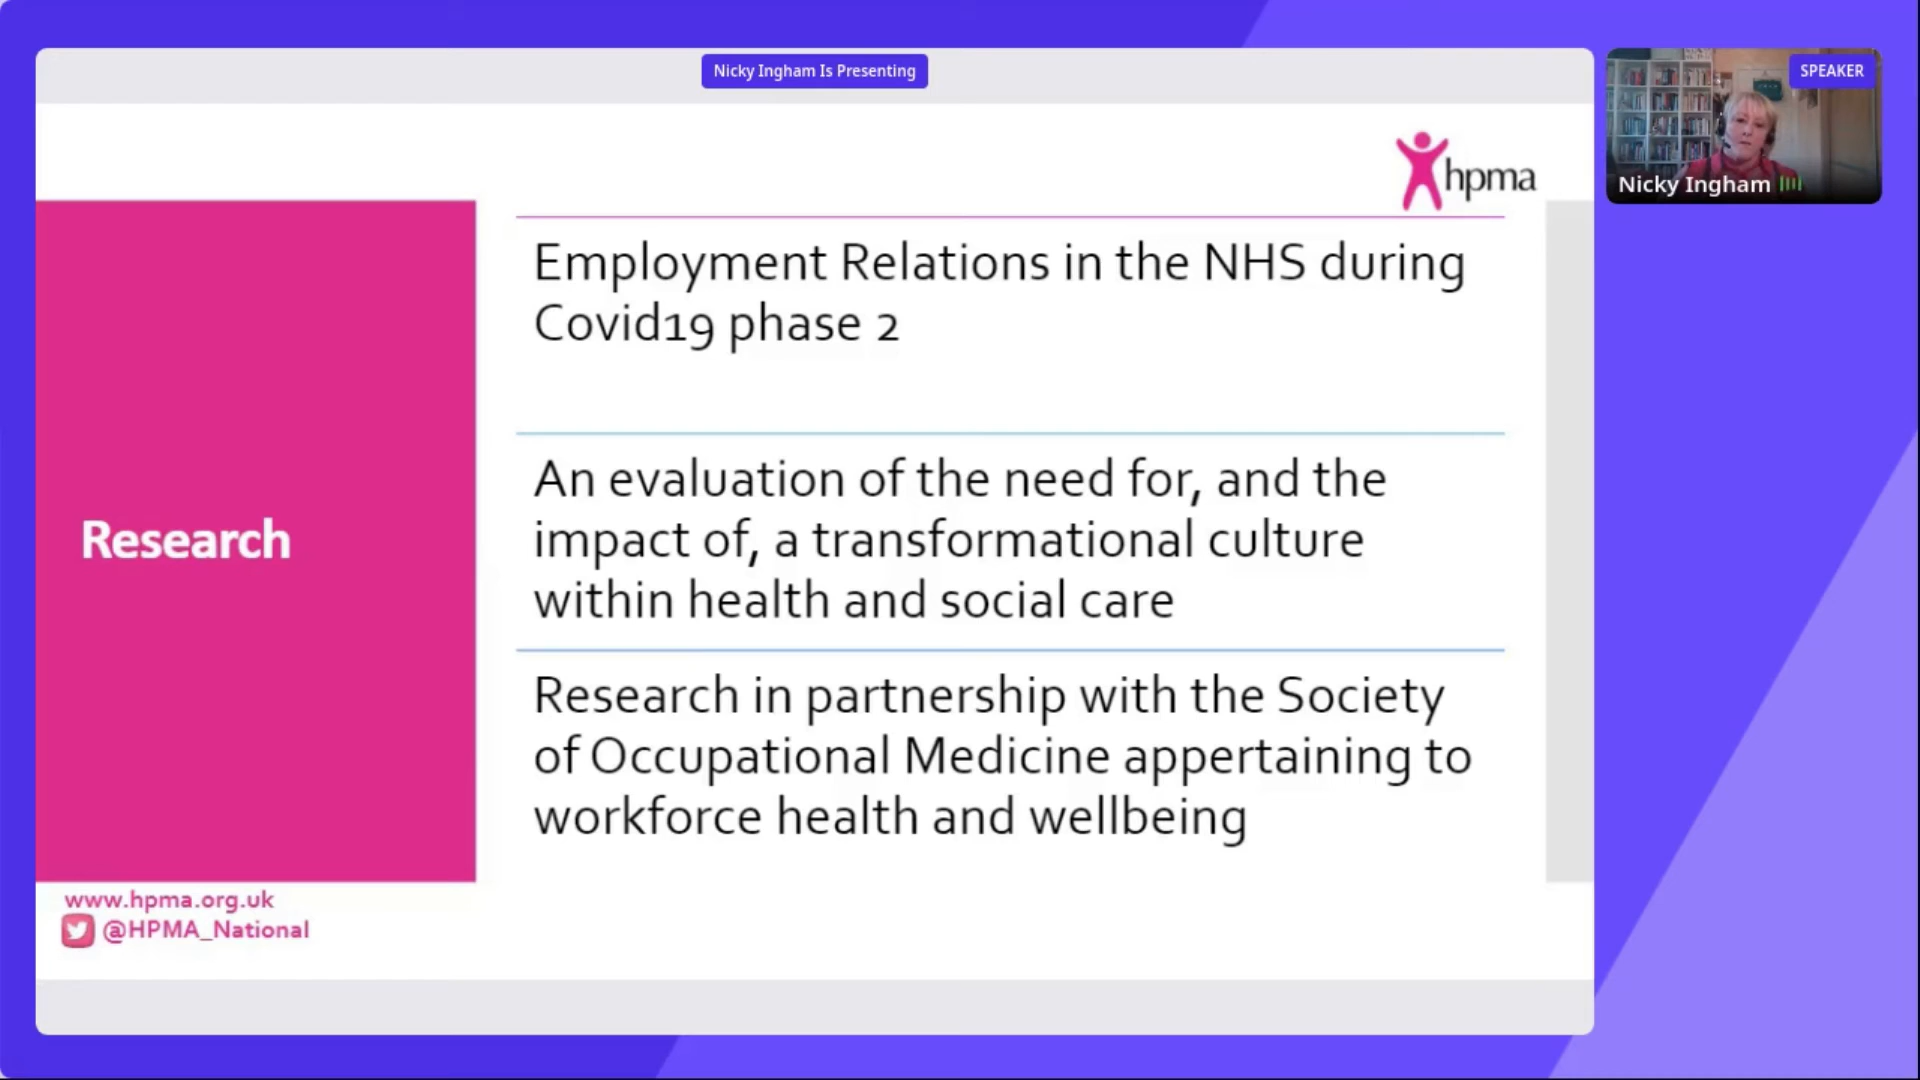 Nicky Ingham Is Presenting
SPEAKER
Nicky Ingham
hpma
Employment Relations in the NHS during
Covid19 phase 2
An evaluation of the need for, and the
impact of, a transformational culture
within health and social care
Research
Research in partnership with the Society
of Occupational Medicine appertaining to
workforce health and wellbeing
www.hpma.org.uk
@HPMA_National